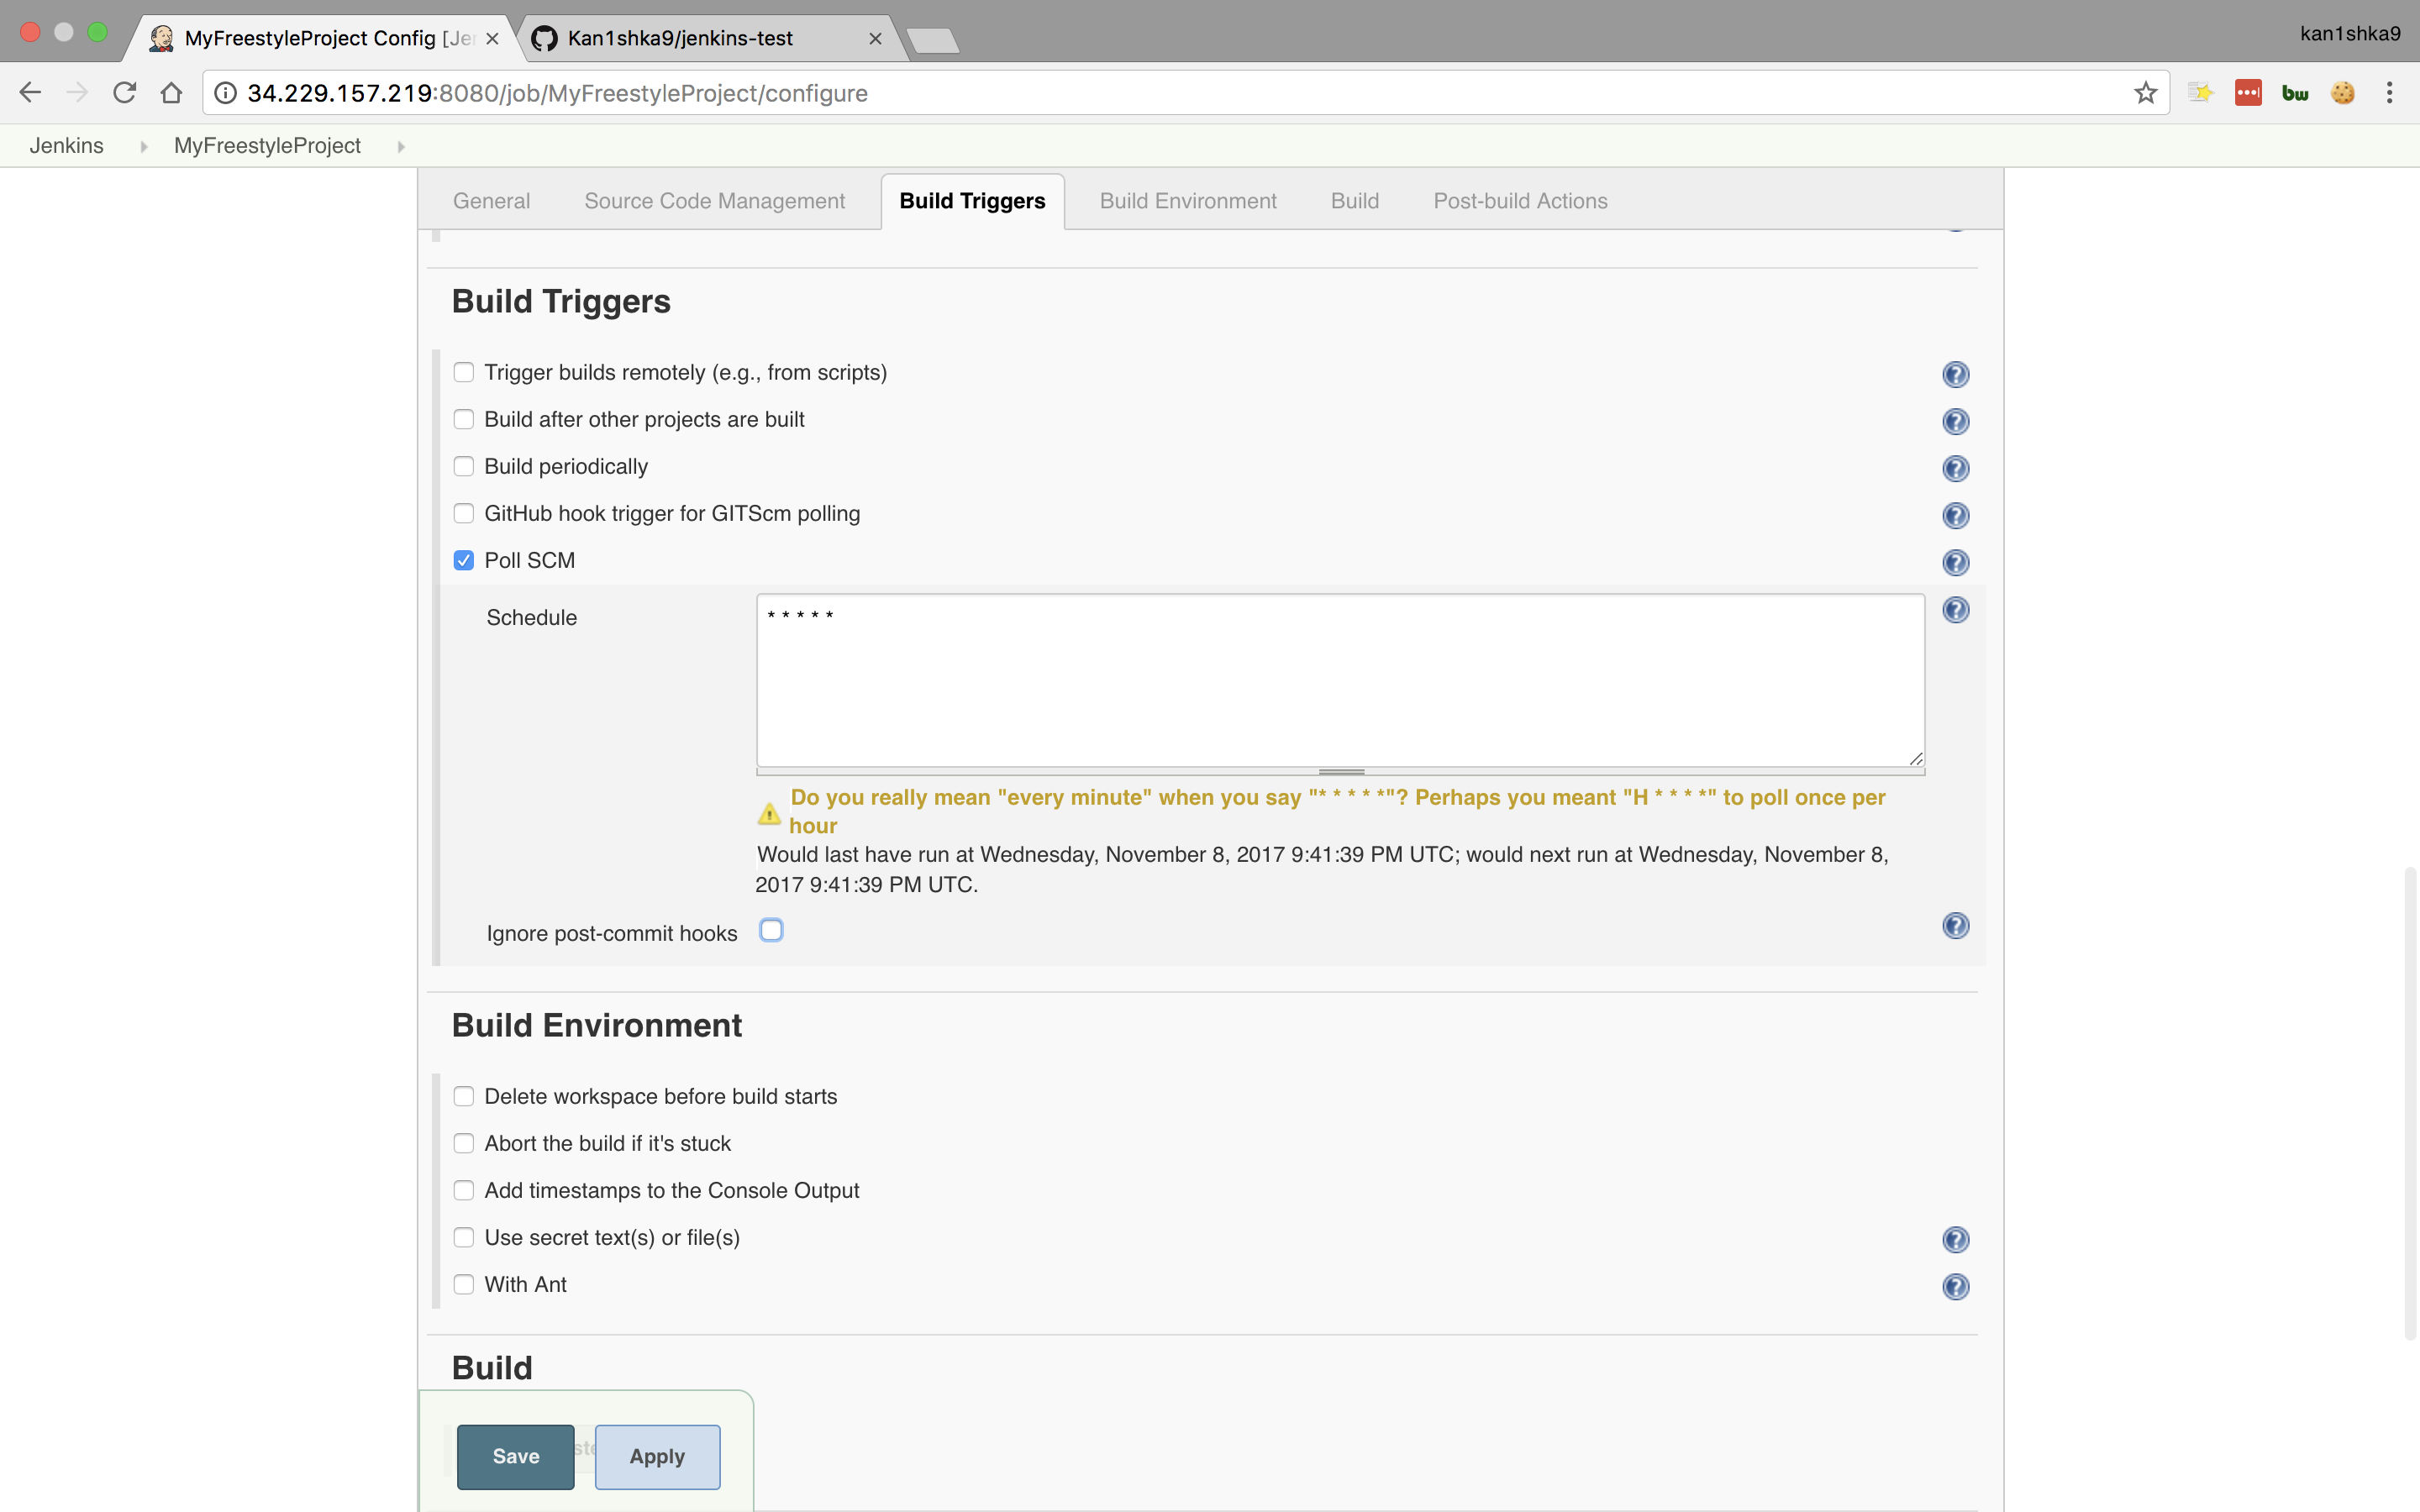 MyFreestyleProject Config [Je
Kan1shka9/jenkins-test
kan1shka9
34.229.157.219:8080/job/MyFreestyleProject/configure
bw
Jenkins
MyFreestyleProject
General
Source Code Management
Build Triggers
Build Environment
Build
Post-build Actions
Build Triggers
Trigger builds remotely (e.g., from scripts)
Build after other projects are built
Build periodically
GitHub hook trigger for GITScm polling
Poll SCM
Schedule
* * * * *
Do you really mean "every minute" when you say "* * * * *"? Perhaps you meant "H * * * *" to poll once per
hour
Would last have run at Wednesday, November 8, 2017 9:41:39 PM UTC; would next run at Wednesday, November 8,
2017 9:41:39 PM UTC.
Ignore post-commit hooks
Build Environment
Delete workspace before build starts
Abort the build if it's stuck
Add timestamps to the Console Output
Use secret text(s) or file(s)
With Ant
Build
Save
Apply